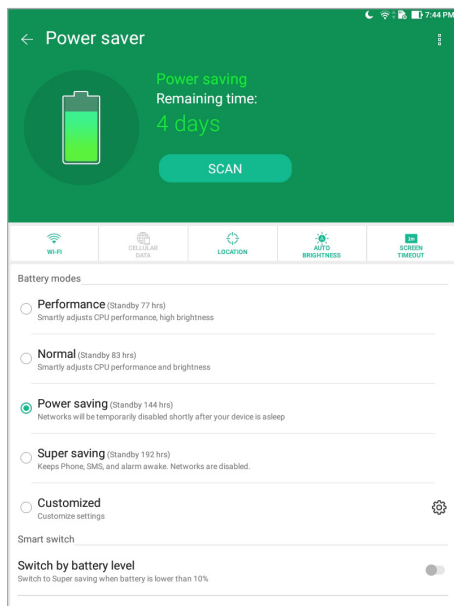 7:44 PM
Power saver
Power saving
Remaining time:
4 days
SCAN
WI-FI
CELLULAR
DATA
LOCATION
AUTO
BRIGHTNESS
SCREEN
TIMEOUT
Battery modes
Performance (Standby 77 hrs)
Smartly adjusts CPU performance, high brightness
Normal (Standby 83 hrs)
Smartly adjusts CPU performance and brightness
Power saving (Standby 144 hrs)
Networks will be temporarily disabled shortly after your device is asleep
Super saving (Standby 192 hrs)
Keeps Phone, SMS, and alarm awake. Networks are disabled.
Customized
Customize settings
Smart switch
Switch by battery level
Switch to Super saving when battery is lower than 10%